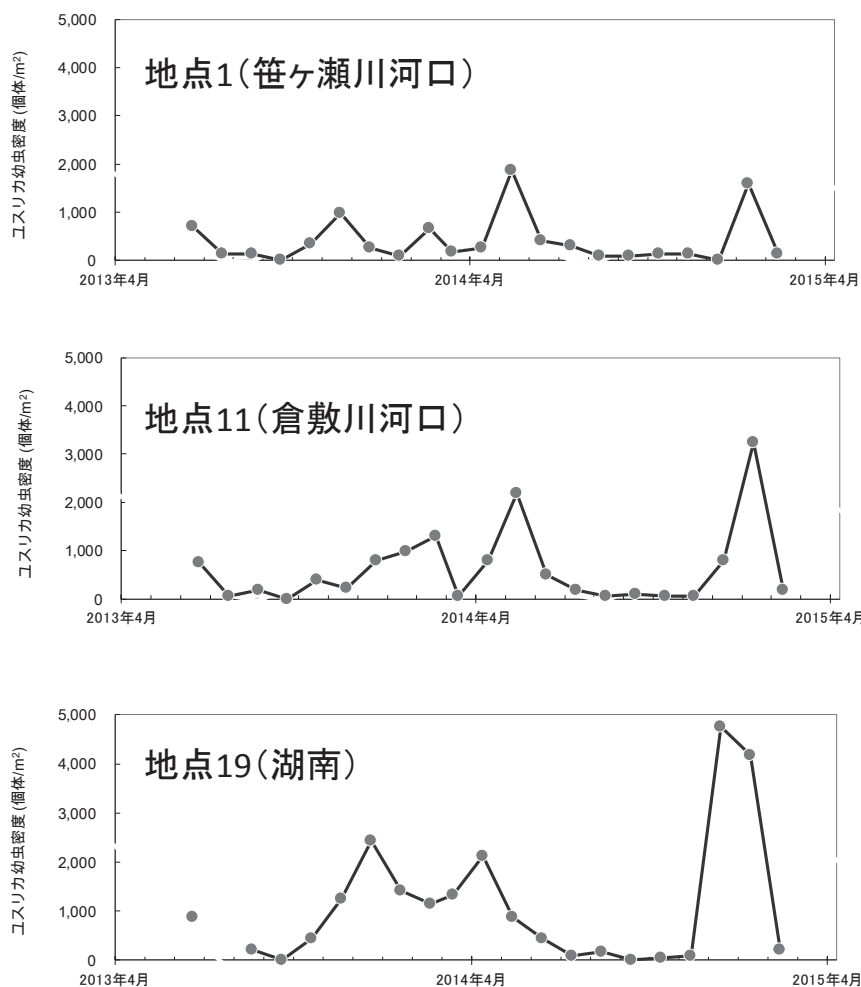 ユスリカ幼虫密度 (個体/m²)
5,000
4,000
3,000
2,000
1,000
0
地点1(笹ヶ瀬川河口)
2013年4月
2014年4月
2015年4月
ユスリカ幼虫密度 (個体/m²)
5,000
4,000
3,000
2,000
1,000
0
地点11(倉敷川河口)
2013年4月
2014年4月
2015年4月
ユスリカ幼虫密度 (個体/m²)
5,000
4,000
3,000
2,000
1,000
0
地点19(湖南)
2013年4月
2014年4月
2015年4月